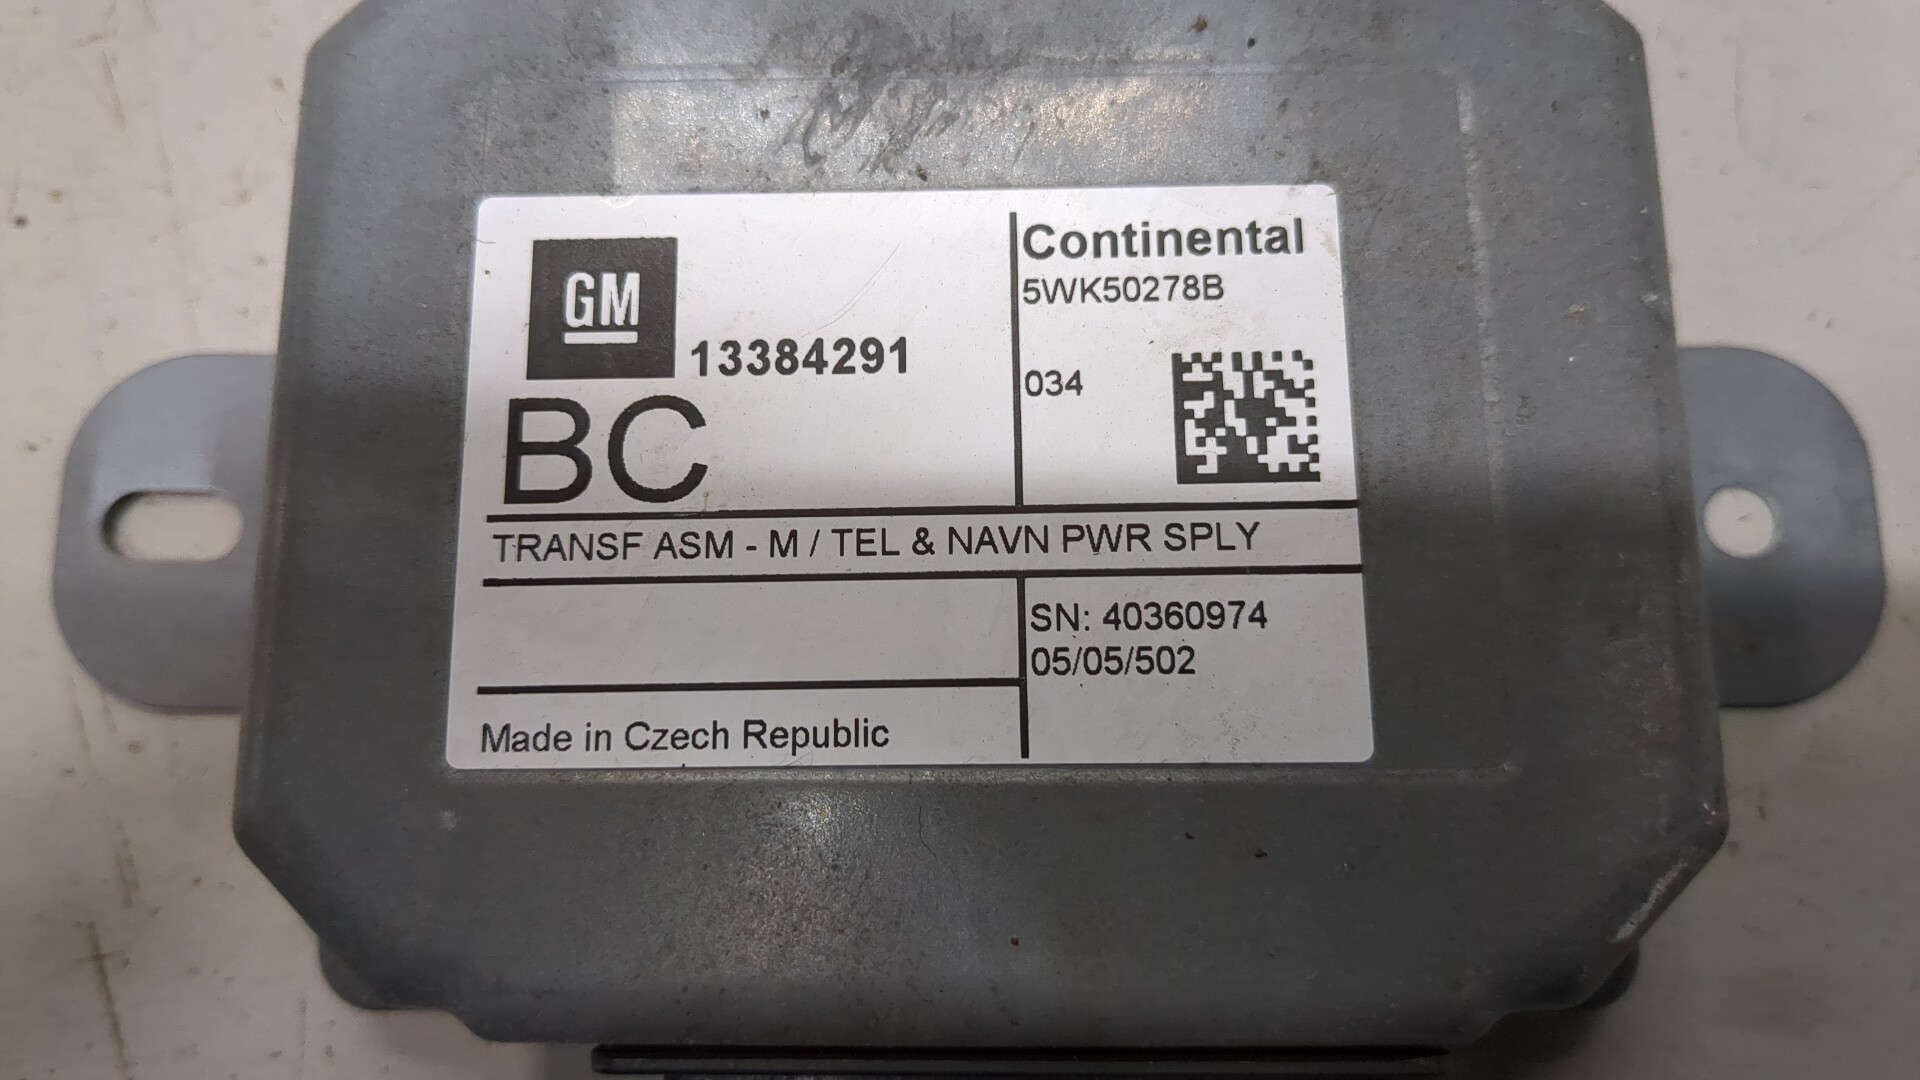 GM
13384291
BC
Continental
5WK50278B
034
TRANSF ASM - M / TEL & NAVN PWR SPLY
SN: 40360974
05/05/502
Made in Czech Republic